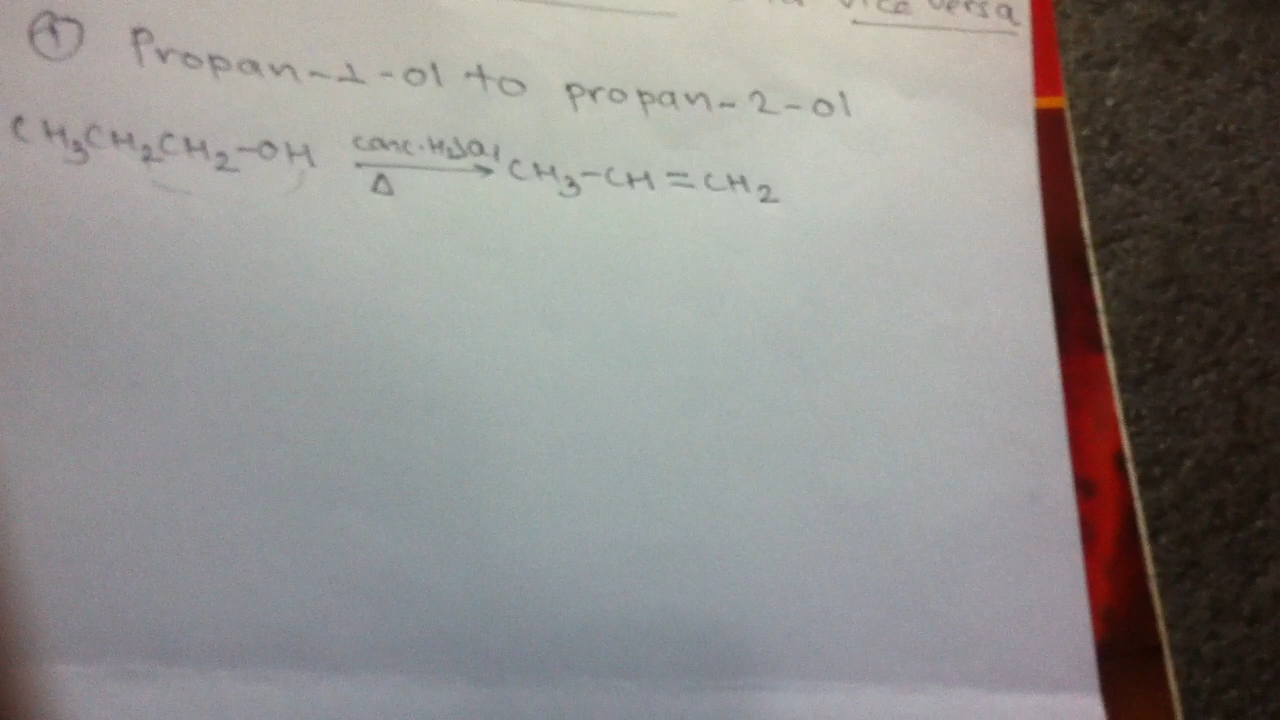 vice versa
① Propan-1-ol to propan-2-ol
CH₃CH₂CH₂-OH conc. H₂SO₄ → CH₃-CH=CH₂
Δ